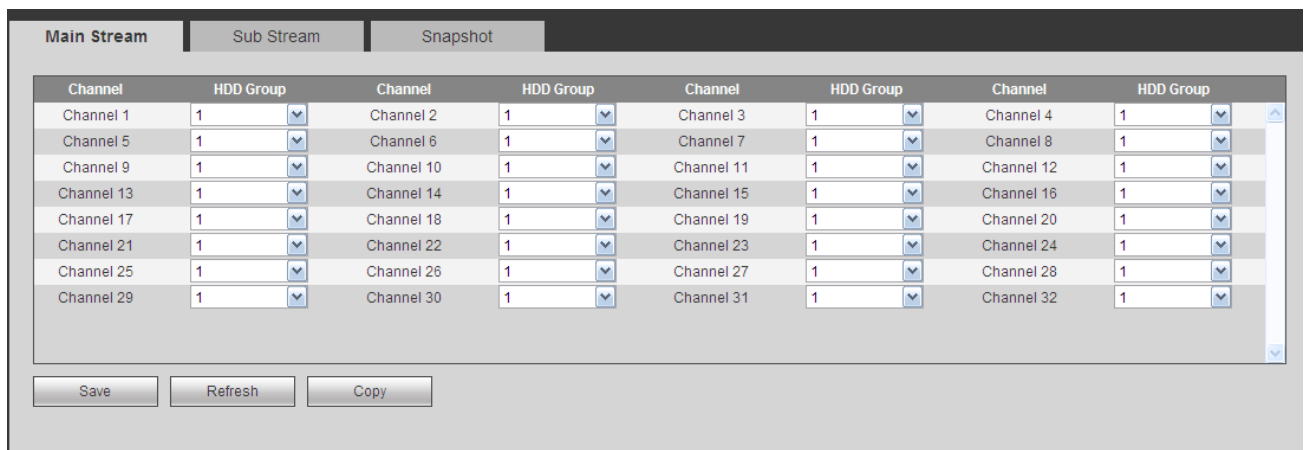 Main Stream Sub Stream Snapshot
Channel HDD Group Channel HDD Group Channel HDD Group Channel HDD Group
Channel 1 1 Channel 2 1 Channel 3 1 Channel 4 1
Channel 5 1 Channel 6 1 Channel 7 1 Channel 8 1
Channel 9 1 Channel 10 1 Channel 11 1 Channel 12 1
Channel 13 1 Channel 14 1 Channel 15 1 Channel 16 1
Channel 17 1 Channel 18 1 Channel 19 1 Channel 20 1
Channel 21 1 Channel 22 1 Channel 23 1 Channel 24 1
Channel 25 1 Channel 26 1 Channel 27 1 Channel 28 1
Channel 29 1 Channel 30 1 Channel 31 1 Channel 32 1
Save Refresh Copy